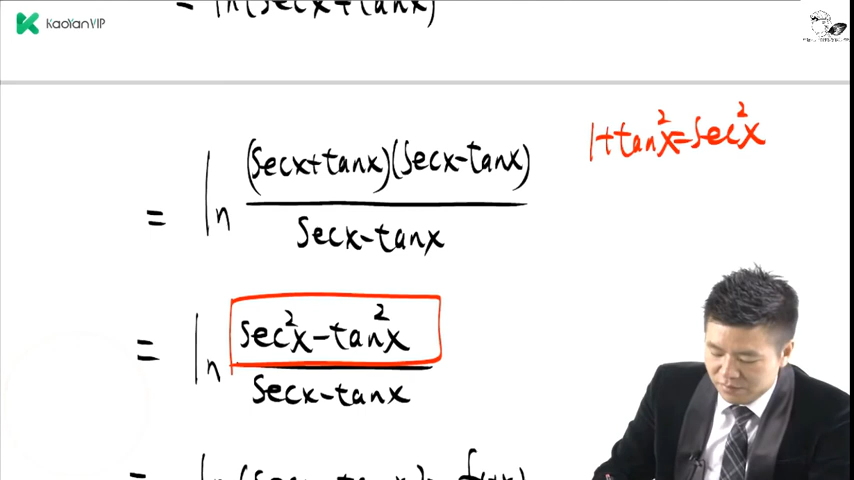 = ln(secx+tanx)
KaoYanVIP
1+tan²x=sec²x
= ln (secx+tanx)(secx-tanx)
secx-tanx
= ln sec²x-tan²x
secx-tanx
=